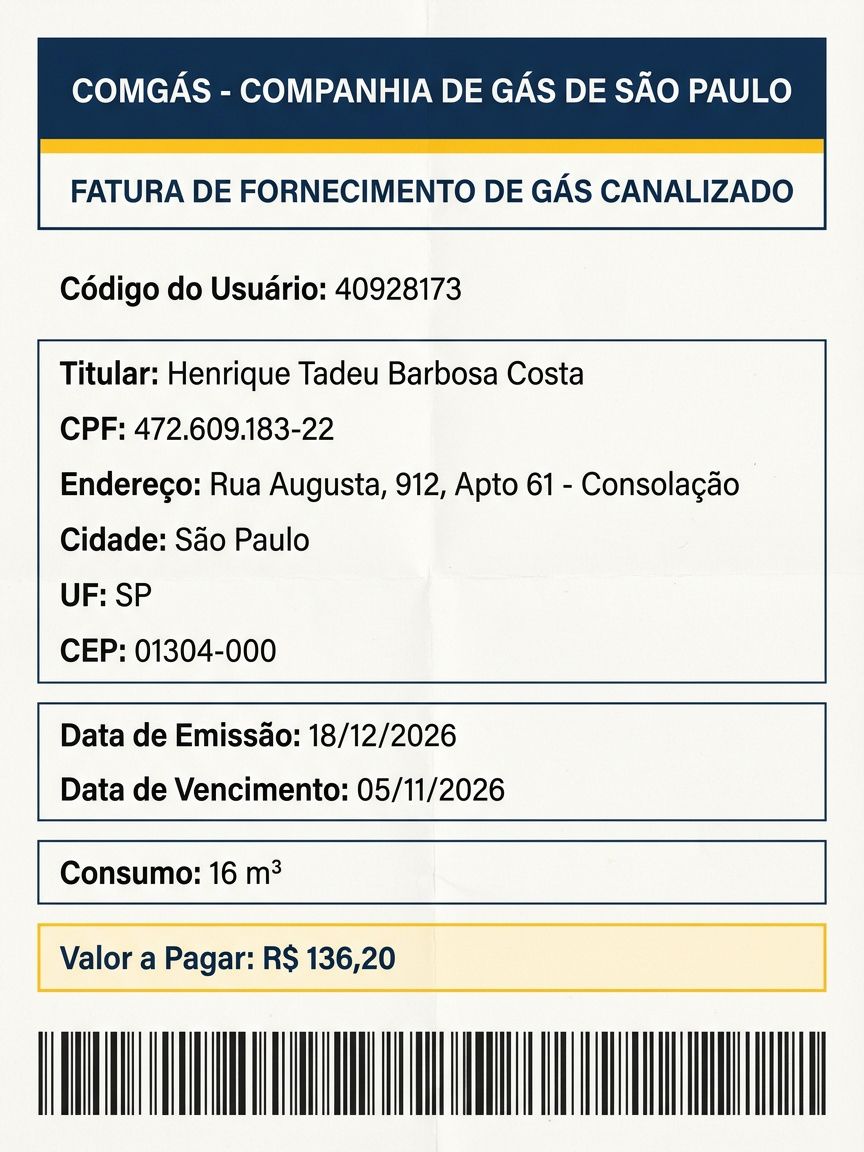 COMGÁS - COMPANHIA DE GÁS DE SÃO PAULO
FATURA DE FORNECIMENTO DE GÁS CANALIZADO
Código do Usuário: 40928173
Titular: Henrique Tadeu Barbosa Costa
CPF: 472.609.183-22
Endereço: Rua Augusta, 912, Apto 61 - Consolação
Cidade: São Paulo
UF: SP
CEP: 01304-000
Data de Emissão: 18/12/2026
Data de Vencimento: 05/11/2026
Consumo: 16 m³
Valor a Pagar: R$ 136,20